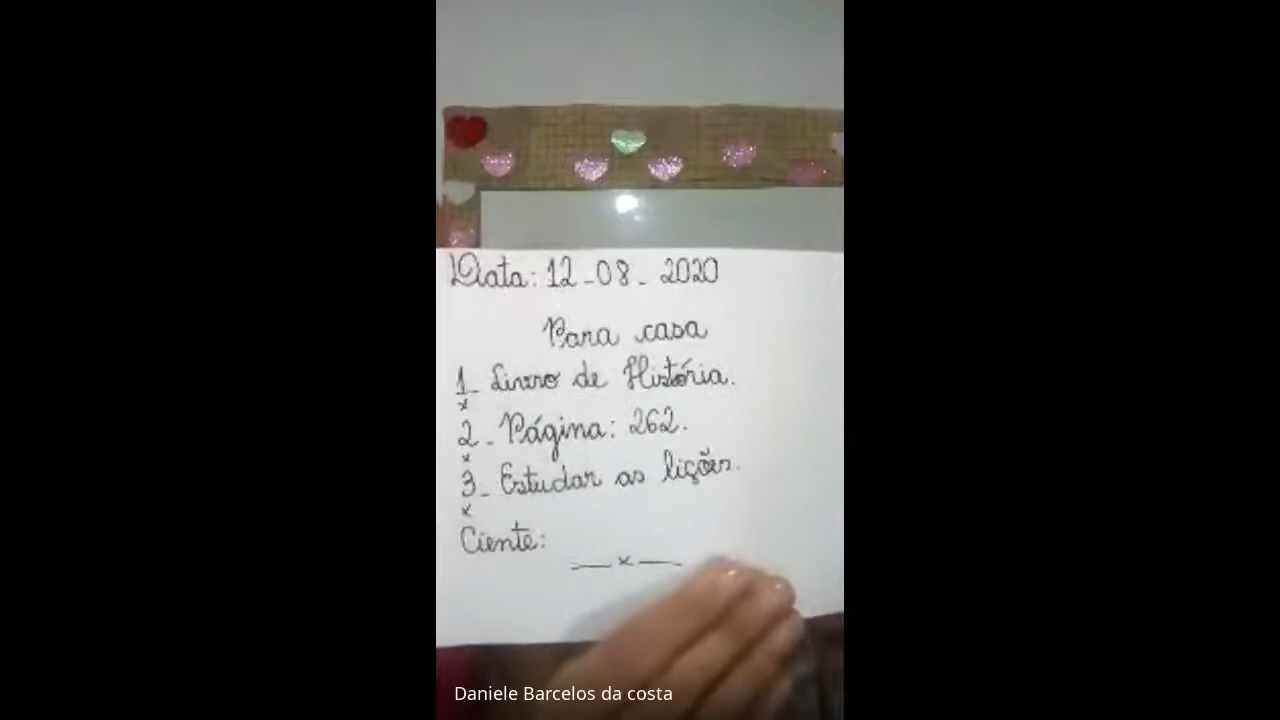 Data: 12-08-2020
Para casa
1- Livro de História.
x
2- Página: 262.
x
3- Estudar as lições.
x
Ciente:
—x—
Daniele Barcelos da costa